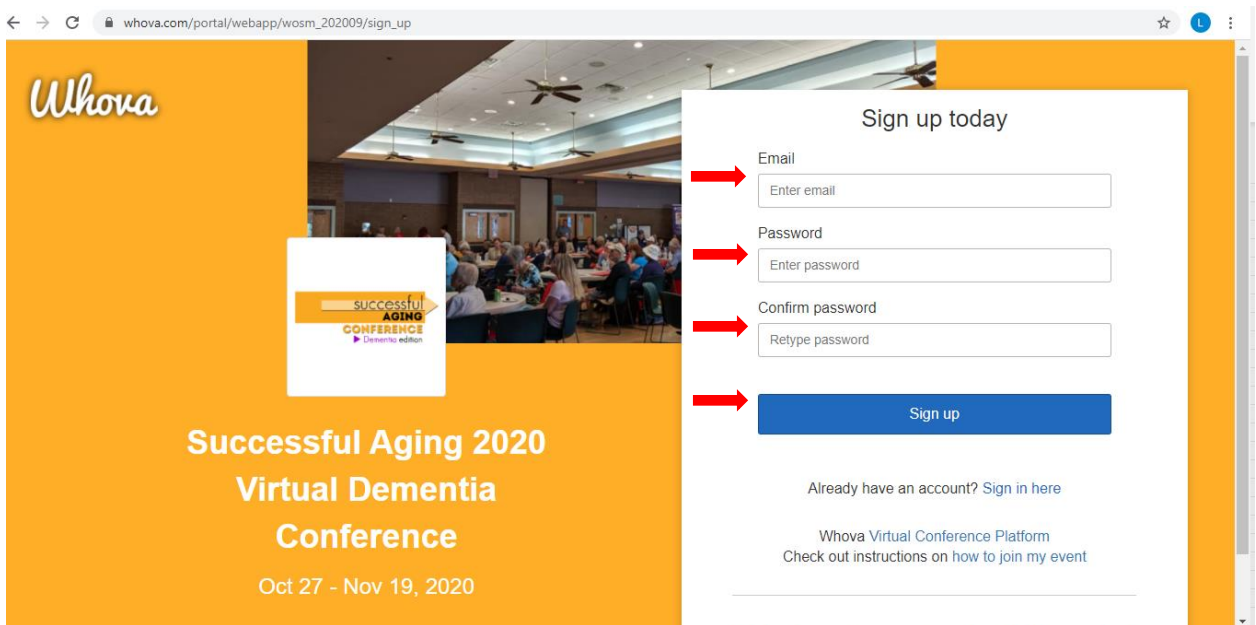 whova.com/portal/webapp/wosm_202009/sign_up
L
Whova
successful
AGING
CONFERENCE
Dementia edition
Successful Aging 2020
Virtual Dementia
Conference
Oct 27 - Nov 19, 2020
Sign up today
Email
Enter email
Password
Enter password
Confirm password
Retype password
Sign up
Already have an account? Sign in here
Whova Virtual Conference Platform
Check out instructions on how to join my event